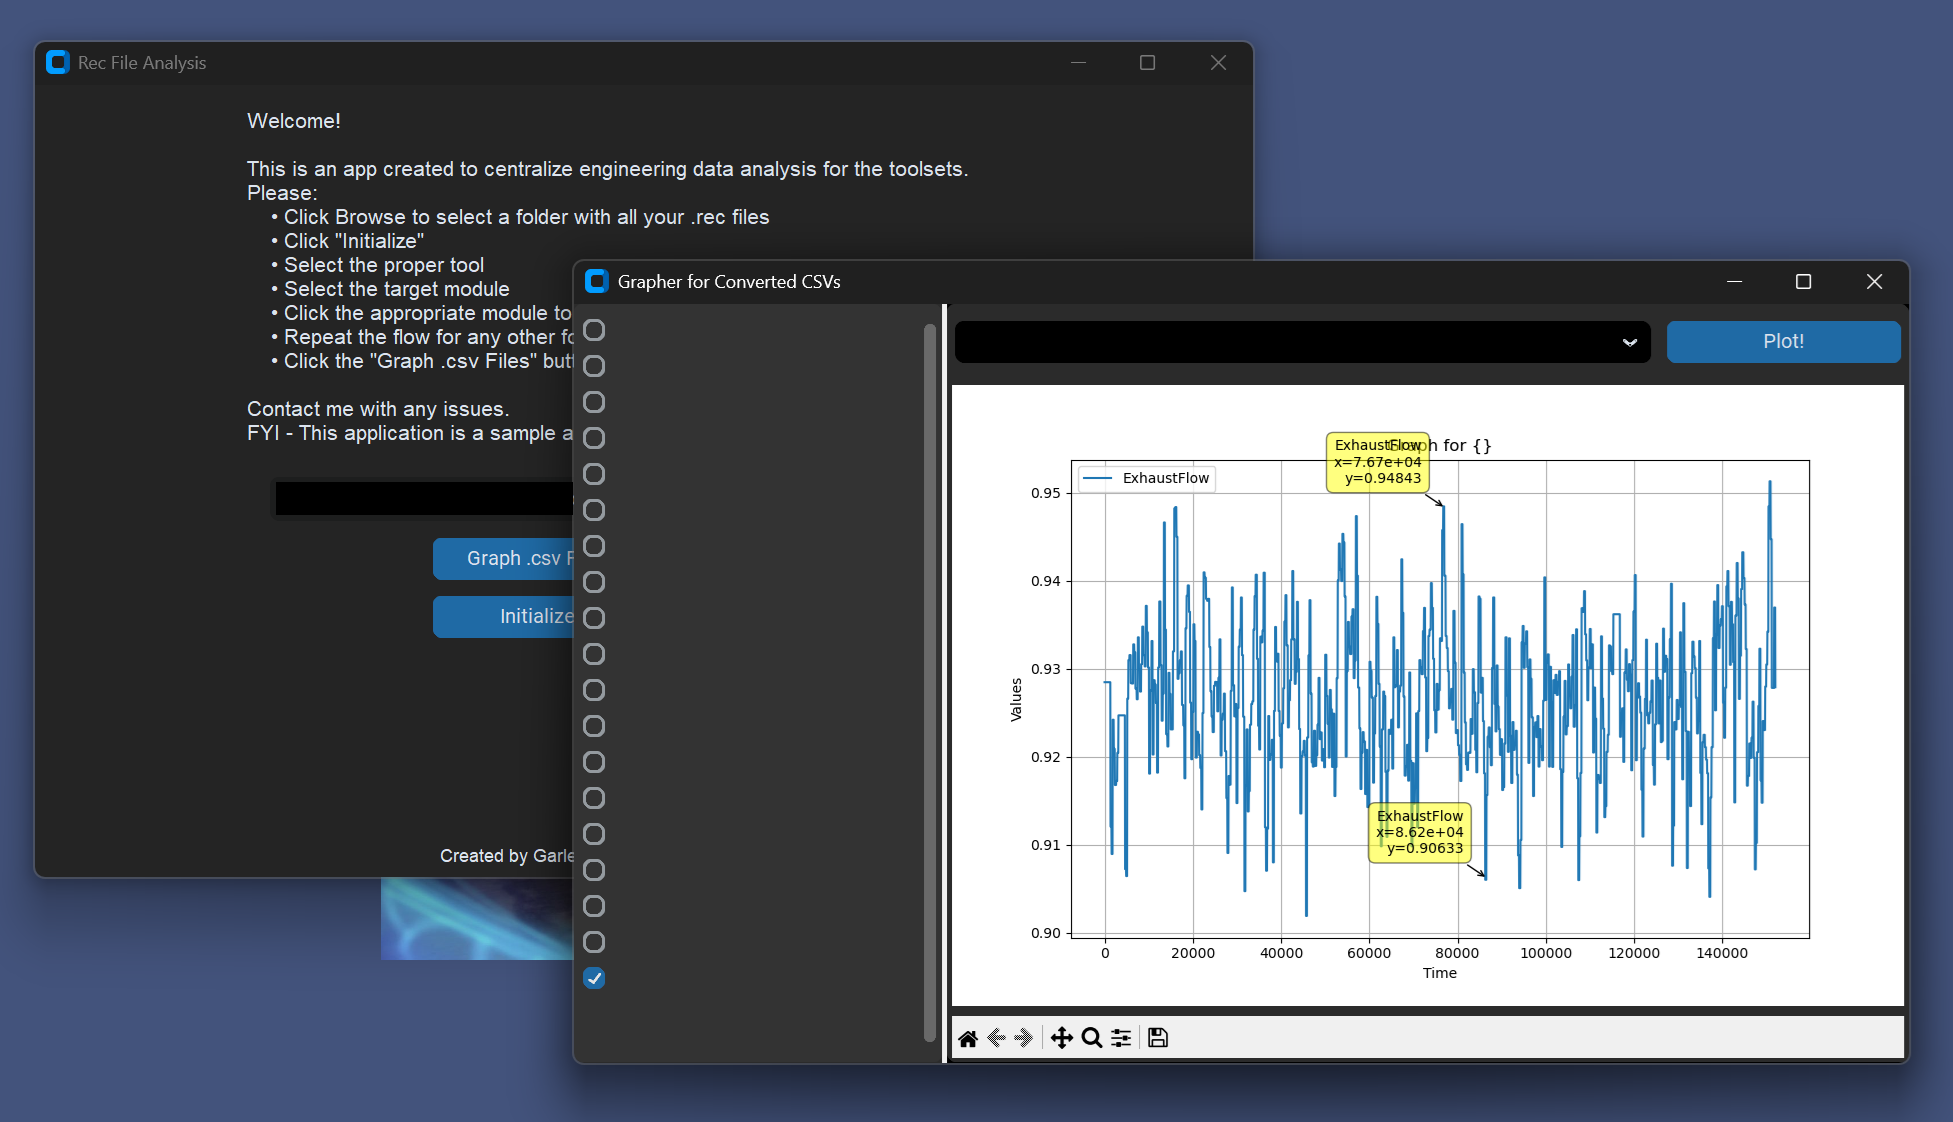 Rec File Analysis
Welcome!
This is an app created to centralize engineering data analysis for the toolsets.
Please:
• Click Browse to select a folder with all your .rec files
• Click "Initialize"
• Select the proper tool
• Select the target module
• Click the appropriate module to
• Repeat the flow for any other
• Click the "Graph .csv Files"
Contact me with any issues.
FYI - This application is a sample
Graph .csv
Initialize
Created by
Grapher for Converted CSVs
Plot!
for {}
ExhaustFlow
x=7.67e+04
y=0.94843
ExhaustFlow
0.95
0.94
0.93
0.92
0.91
0.90
Values
ExhaustFlow
x=8.62e+04
y=0.90633
0
20000
40000
60000
80000
100000
120000
140000
Time